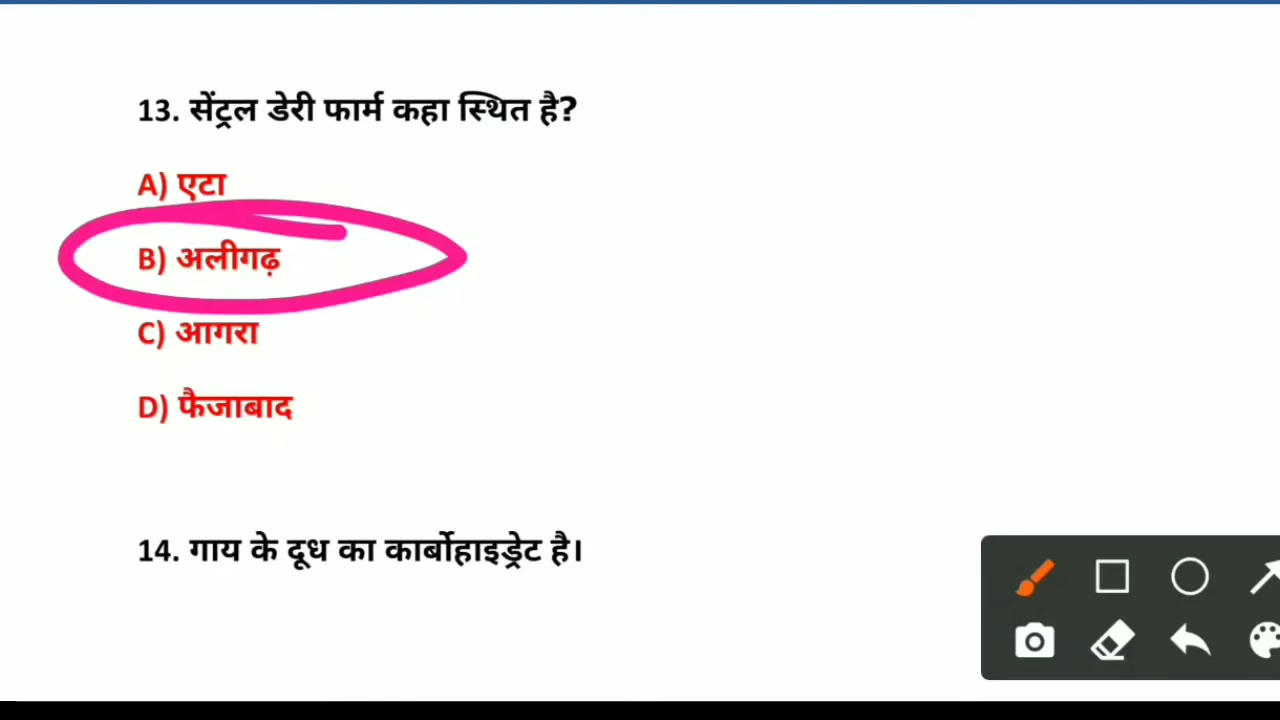 13. सेंट्रल डेरी फार्म कहा स्थित है?
A) एटा
B) अलीगढ़
C) आगरा
D) फैजाबाद
14. गाय के दूध का कार्बोहाइड्रेट है।